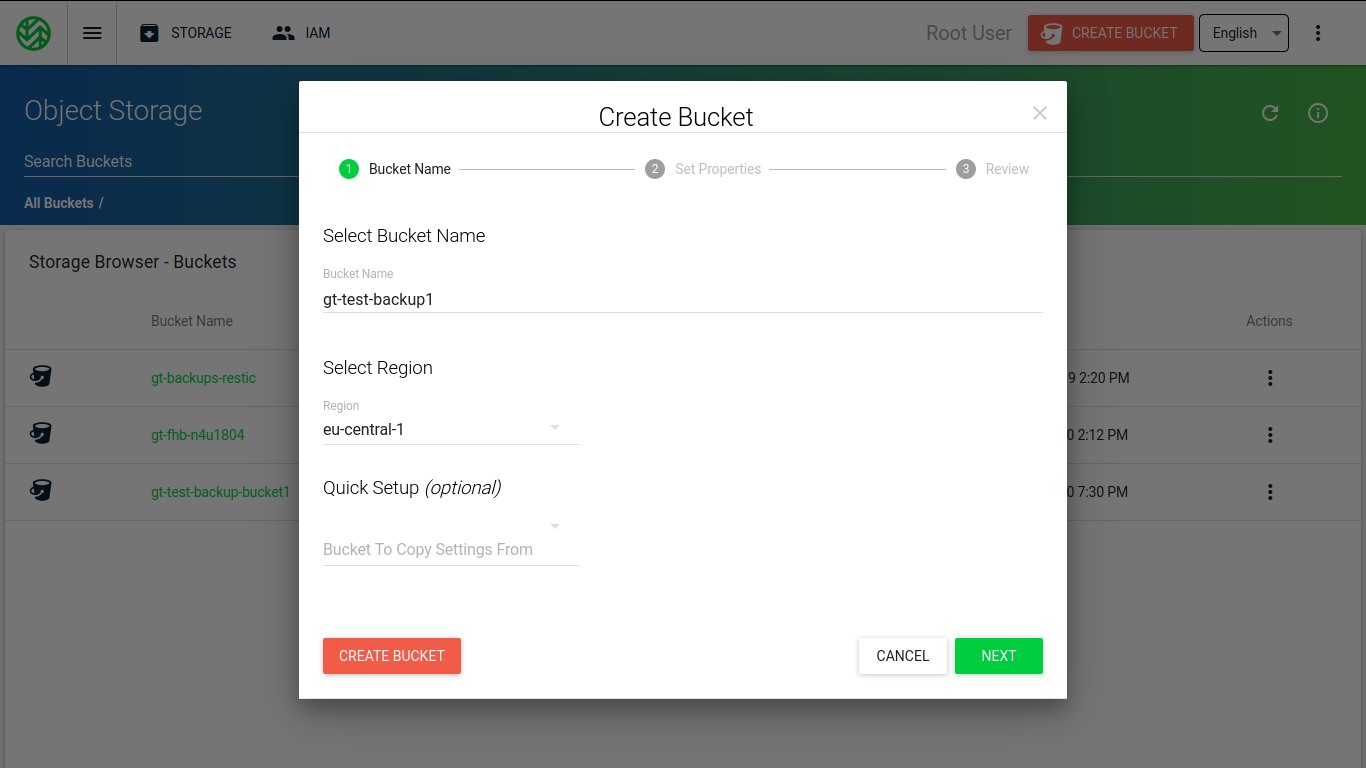 STORAGE IAM Root User CREATE BUCKET English
Object Storage
Search Buckets
All Buckets /
Storage Browser - Buckets
Bucket Name Actions
gt-backups-restic 9 2:20 PM
gt-fhb-n4u1804 0 2:12 PM
gt-test-backup-bucket1 0 7:30 PM
Create Bucket
1 Bucket Name 2 Set Properties 3 Review
Select Bucket Name
Bucket Name
gt-test-backup1
Select Region
Region
eu-central-1
Quick Setup (optional)
Bucket To Copy Settings From
CREATE BUCKET CANCEL NEXT